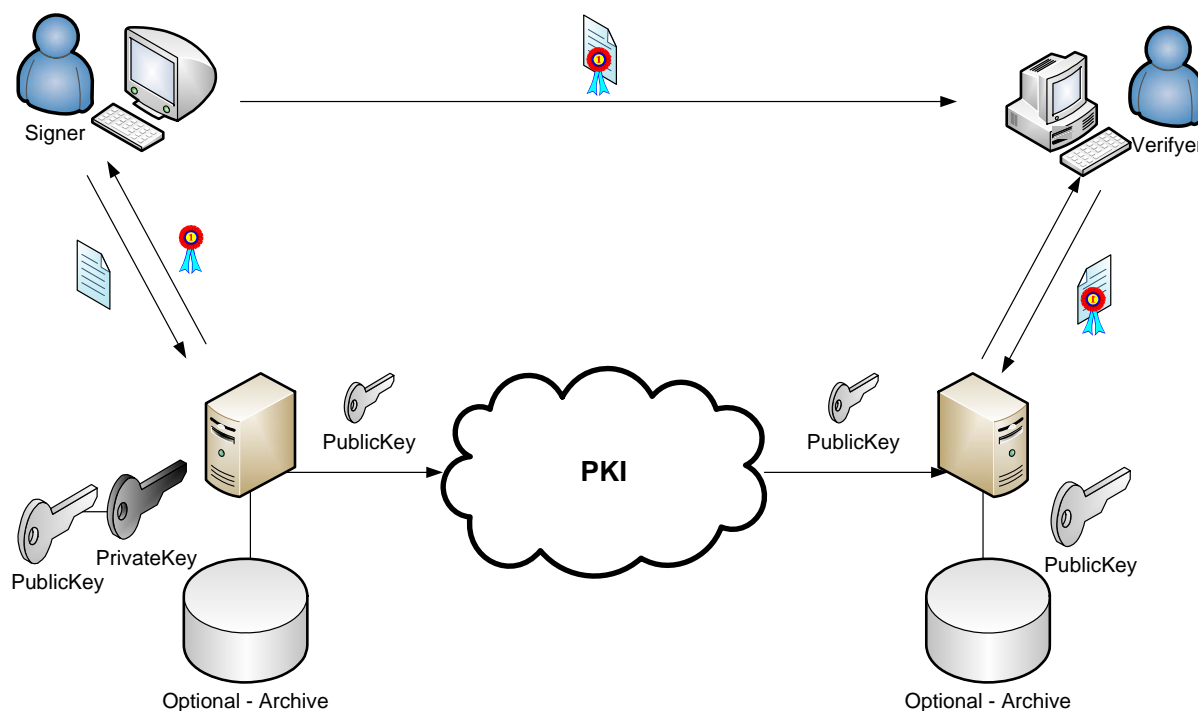 Signer
Verifyer
PublicKey
PublicKey
PKI
PrivateKey
PublicKey
PublicKey
Optional - Archive
Optional - Archive